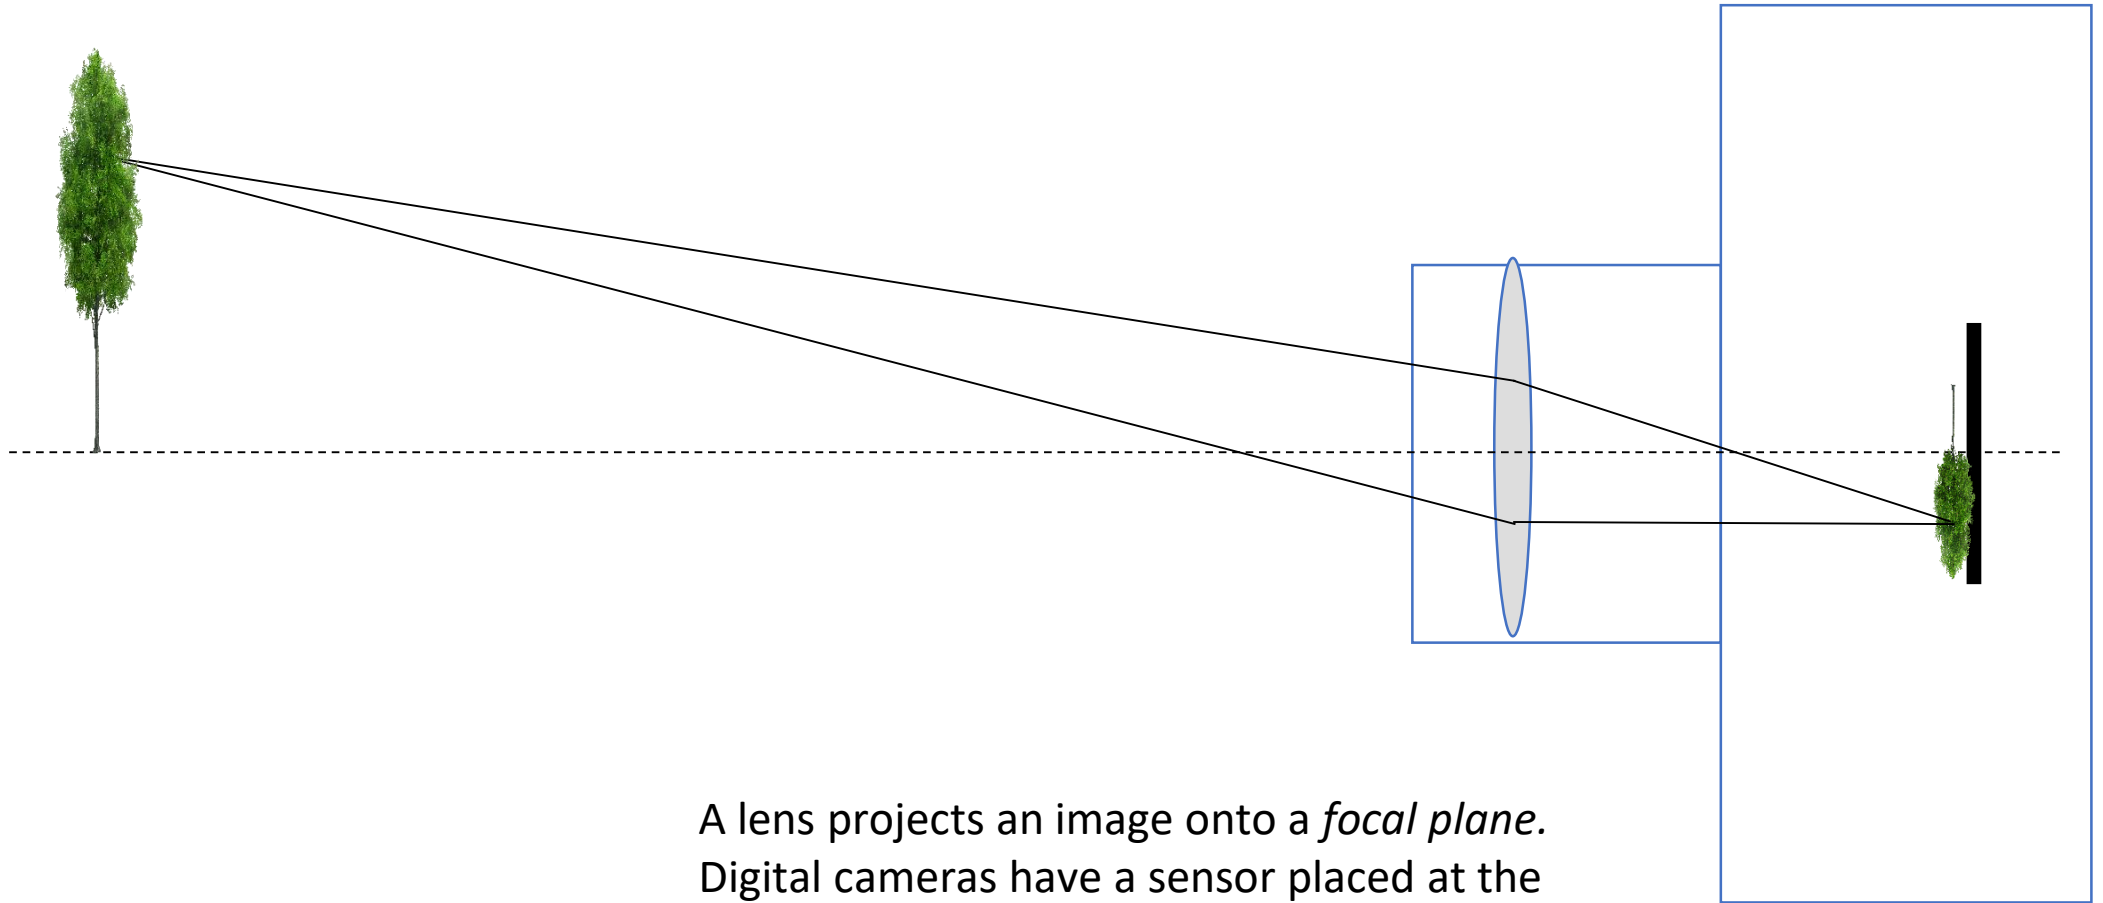 A lens projects an image onto a focal plane.
Digital cameras have a sensor placed at the